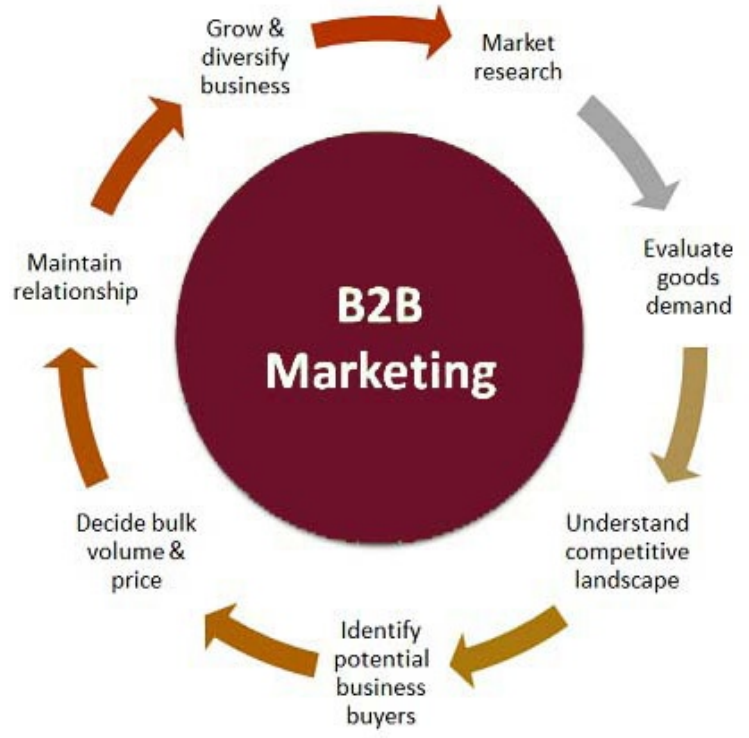 B2B
Marketing
Market
research
Evaluate
goods
demand
Understand
competitive
landscape
Identify
potential
business
buyers
Decide bulk
volume &
price
Maintain
relationship
Grow &
diversify
business